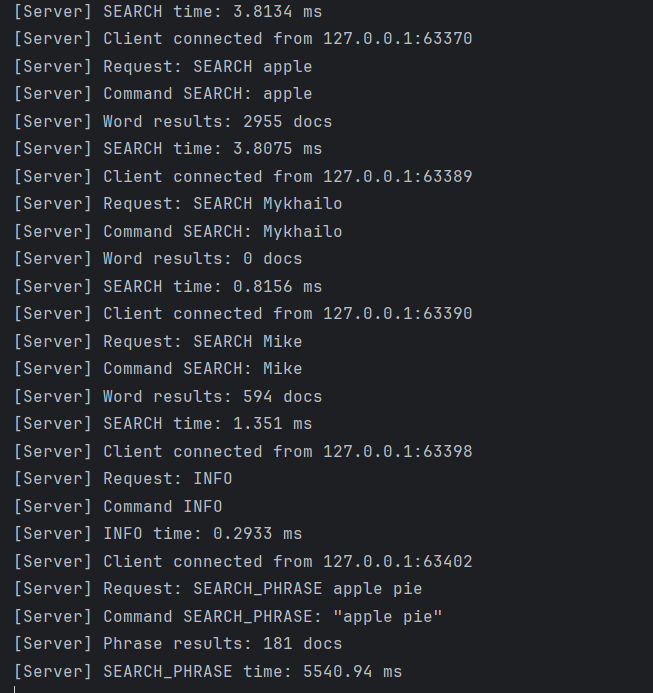 [Server] SEARCH time: 3.8134 ms
[Server] Client connected from 127.0.0.1:63370
[Server] Request: SEARCH apple
[Server] Command SEARCH: apple
[Server] Word results: 2955 docs
[Server] SEARCH time: 3.8075 ms
[Server] Client connected from 127.0.0.1:63389
[Server] Request: SEARCH Mykhailo
[Server] Command SEARCH: Mykhailo
[Server] Word results: 0 docs
[Server] SEARCH time: 0.8156 ms
[Server] Client connected from 127.0.0.1:63390
[Server] Request: SEARCH Mike
[Server] Command SEARCH: Mike
[Server] Word results: 594 docs
[Server] SEARCH time: 1.351 ms
[Server] Client connected from 127.0.0.1:63398
[Server] Request: INFO
[Server] Command INFO
[Server] INFO time: 0.2933 ms
[Server] Client connected from 127.0.0.1:63402
[Server] Request: SEARCH_PHRASE apple pie
[Server] Command SEARCH_PHRASE: "apple pie"
[Server] Phrase results: 181 docs
[Server] SEARCH_PHRASE time: 5540.94 ms